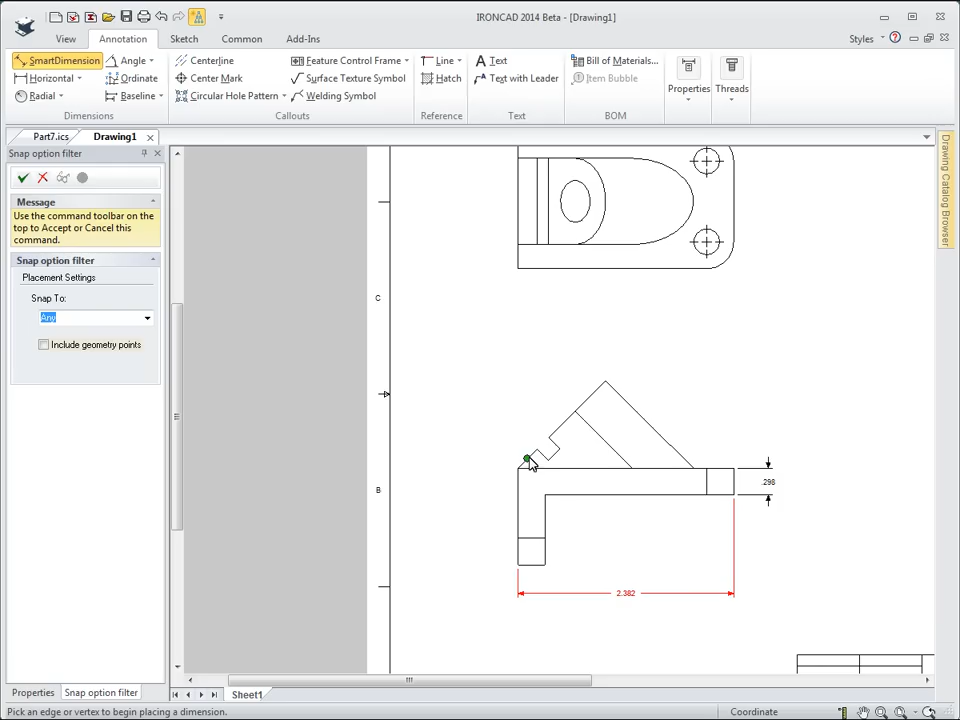 IRONCAD 2014 Beta - [Drawing1]
View Annotation Sketch Common Add-Ins Styles
SmartDimension Angle Centerline Feature Control Frame Line Text Bill of Materials...
Horizontal Ordinate Center Mark Surface Texture Symbol Hatch Text with Leader Item Bubble
Properties Threads
Radial Baseline Circular Hole Pattern Welding Symbol
Dimensions Callouts Reference Text BOM
Part7.ics Drawing1
Snap option filter
Drawing Catalog Browser
Message
Use the command toolbar on the
top to Accept or Cancel this
command.
Snap option filter
Placement Settings
Snap To:
Any
Include geometry points
C
B
.298
2.382
Properties Snap option filter
Sheet1
Pick an edge or vertex to begin placing a dimension.
Coordinate